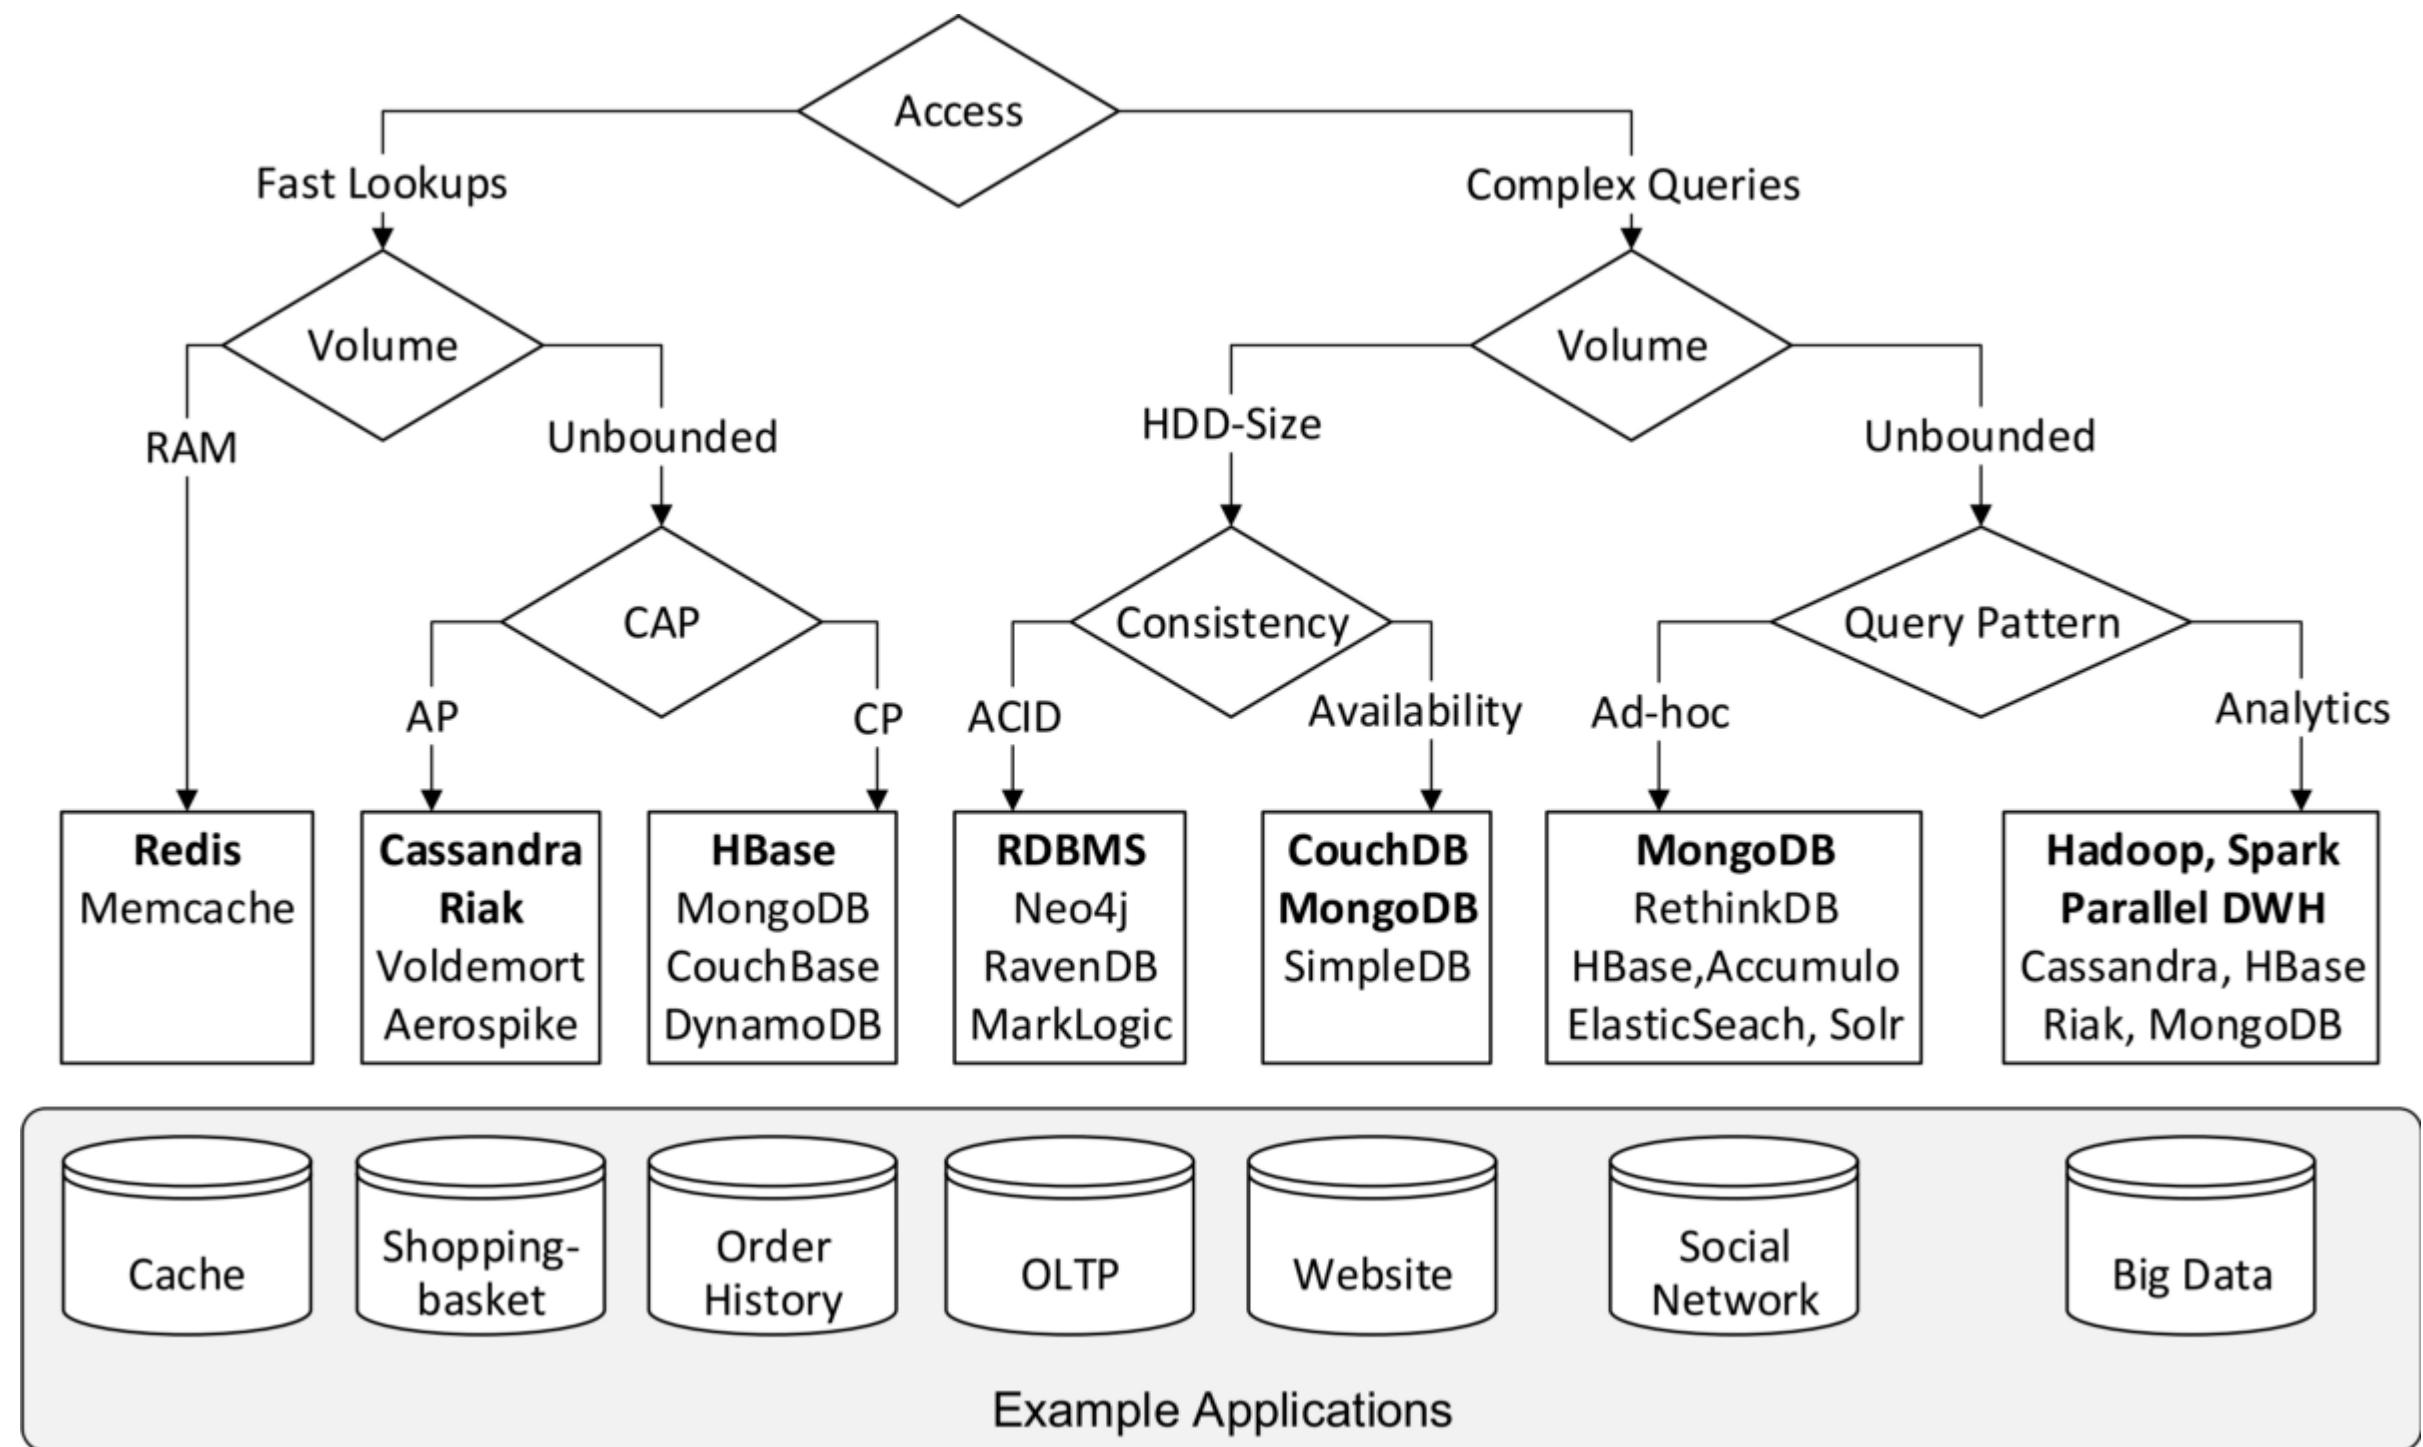 Access
Fast Lookups
Complex Queries
Volume
Volume
RAM
Unbounded
HDD-Size
Unbounded
CAP
Consistency
Query Pattern
AP
CP
ACID
Availability
Ad-hoc
Analytics
Redis
Memcache
Cassandra
Riak
Voldemort
Aerospike
HBase
MongoDB
CouchBase
DynamoDB
RDBMS
Neo4j
RavenDB
MarkLogic
CouchDB
MongoDB
SimpleDB
MongoDB
RethinkDB
HBase,Accumulo
ElasticSeach, Solr
Hadoop, Spark
Parallel DWH
Cassandra, HBase
Riak, MongoDB
Cache
Shopping-
basket
Order
History
OLTP
Website
Social
Network
Big Data
Example Applications